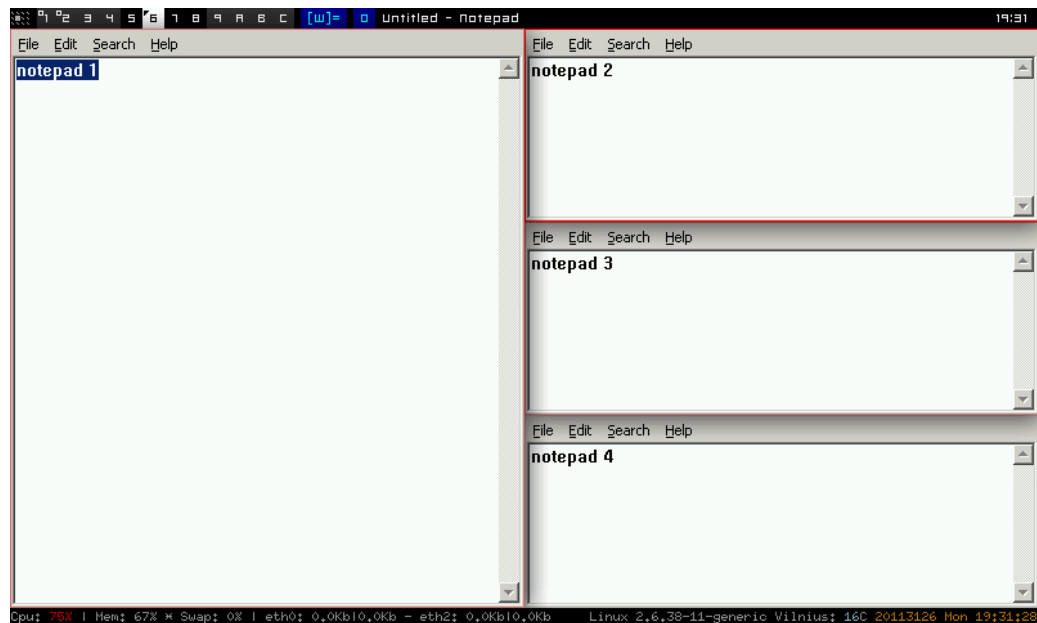 1 2 3 4 5 6 7 8 9 A B C [W]= 0 Untitled - Notepad 19:31
File Edit Search Help
notepad 1
File Edit Search Help
notepad 2
File Edit Search Help
notepad 3
File Edit Search Help
notepad 4
Cpu: 75% | Mem: 67% * Swap: 0% | eth0: 0.0Kb|0.0Kb - eth2: 0.0Kb|0.0Kb Linux 2.6.38-11-generic Vilnius: 16C 20113126 Mon 19:31:28